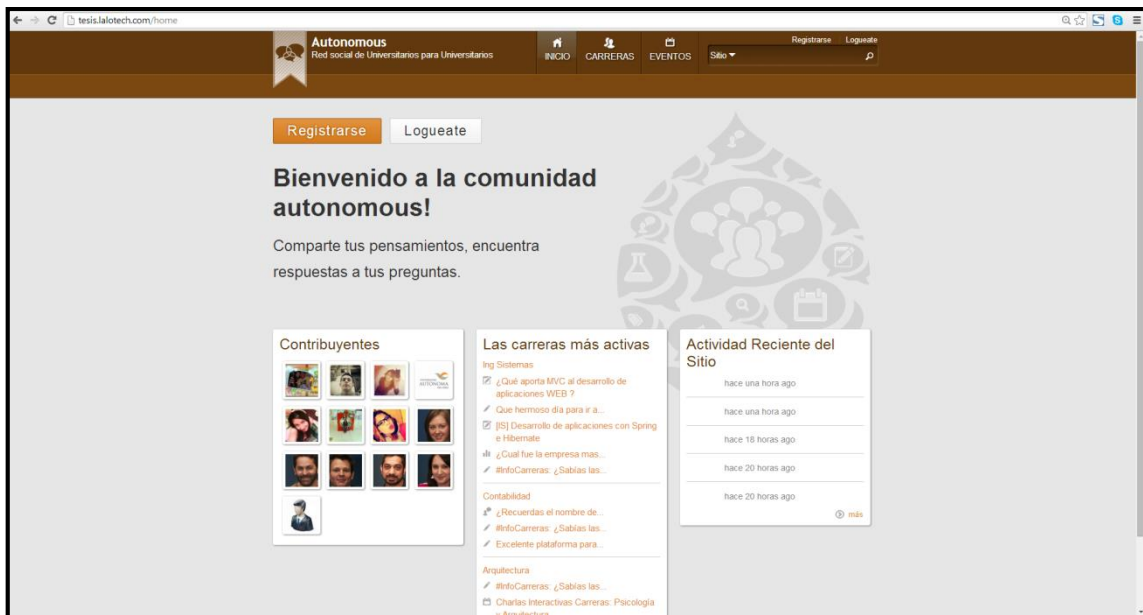 tesis.lalotech.com/home
Autonomous
Red social de Universitarios para Universitarios
INICIO
CARRERAS
EVENTOS
Registrarse Logueate
Sitio
Registrarse
Logueate
Bienvenido a la comunidad
autonomous!
Comparte tus pensamientos, encuentra
respuestas a tus preguntas.
Contribuyentes
AUTONOMA
Las carreras más activas
Ing Sistemas
¿Qué aporta MVC al desarrollo de
aplicaciones WEB ?
Que hermoso día para ir a...
[IS] Desarrollo de aplicaciones con Spring
e Hibernate
¿Cual fue la empresa mas...
#InfoCarreras: ¿Sabías las...
Contabilidad
¿Recuerdas el nombre de...
#InfoCarreras: ¿Sabías las...
Excelente plataforma para...
Arquitectura
#InfoCarreras: ¿Sabías las...
Charlas Interactivas Carreras: Psicología
y Arquitectura
Actividad Reciente del
Sitio
hace una hora ago
hace una hora ago
hace 18 horas ago
hace 20 horas ago
hace 20 horas ago
más